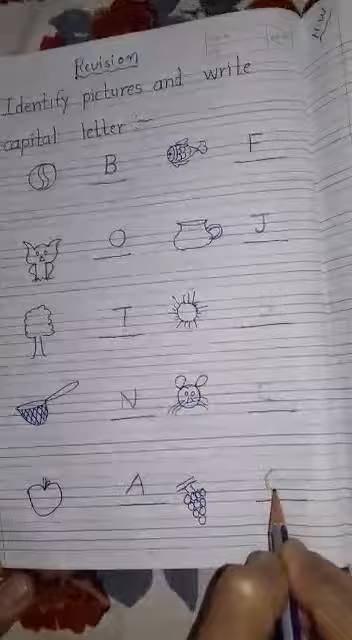 H W
Revision
Identify pictures and write
capital letter :-
B F
O J
T
N
A